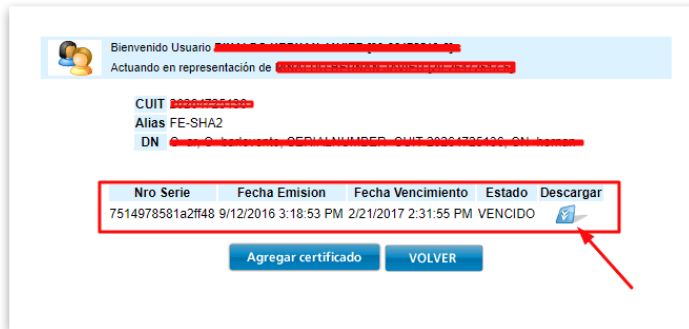 Bienvenido Usuario
Actuando en representación de
CUIT
Alias FE-SHA2
DN
Nro Serie Fecha Emision Fecha Vencimiento Estado Descargar
7514978581a2ff48 9/12/2016 3:18:53 PM 2/21/2017 2:31:55 PM VENCIDO
Agregar certificado VOLVER